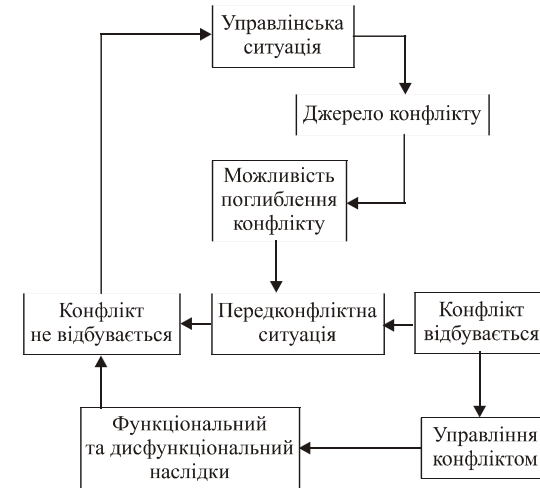 Управлінська
ситуація
Джерело конфлікту
Можливість
поглиблення
конфлікту
Конфлікт
не відбувається
Передконфліктна
ситуація
Конфлікт
відбувається
Функціональний
та дисфункціональний
наслідки
Управління
конфліктом